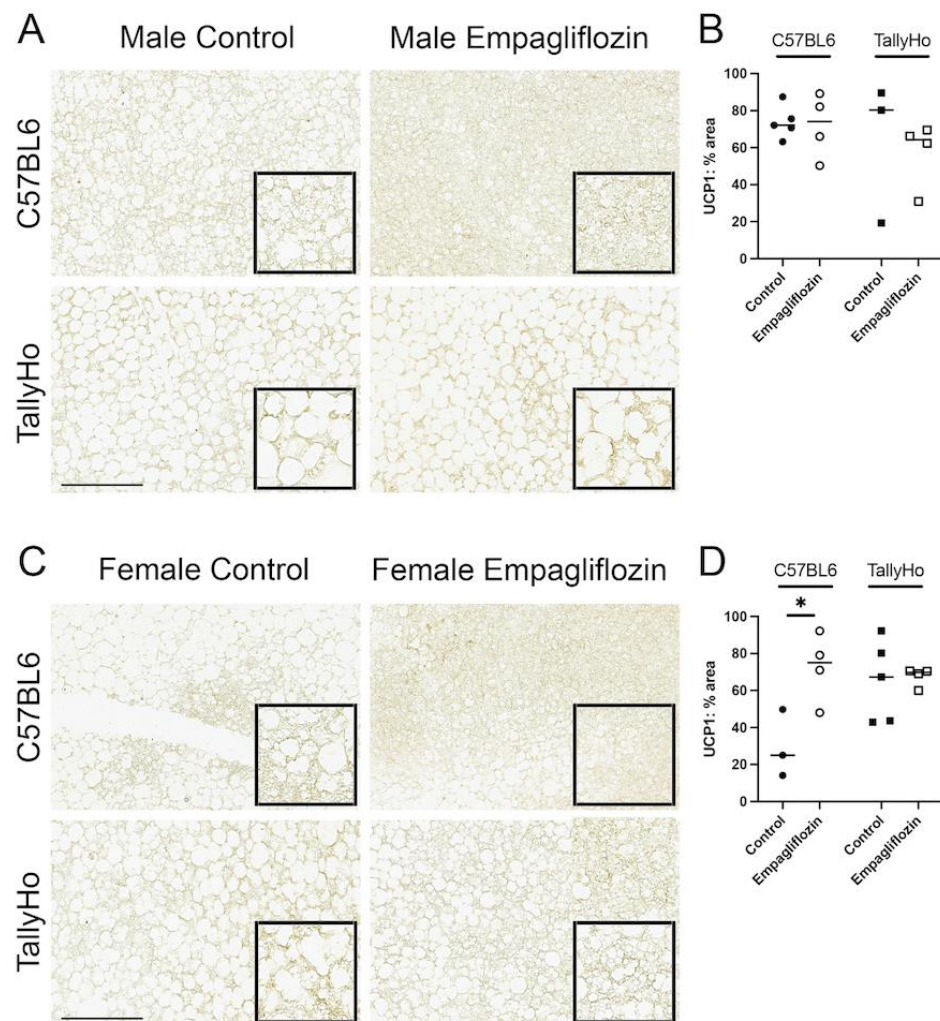 A
Male Control
Male Empagliflozin
C57BL6
TallyHo
B
C57BL6
TallyHo
UCP1: % area
100
80
60
40
20
0
Control
Empagliflozin
Control
Empagliflozin
C
Female Control
Female Empagliflozin
C57BL6
TallyHo
D
C57BL6
TallyHo
*
UCP1: % area
100
80
60
40
20
0
Control
Empagliflozin
Control
Empagliflozin